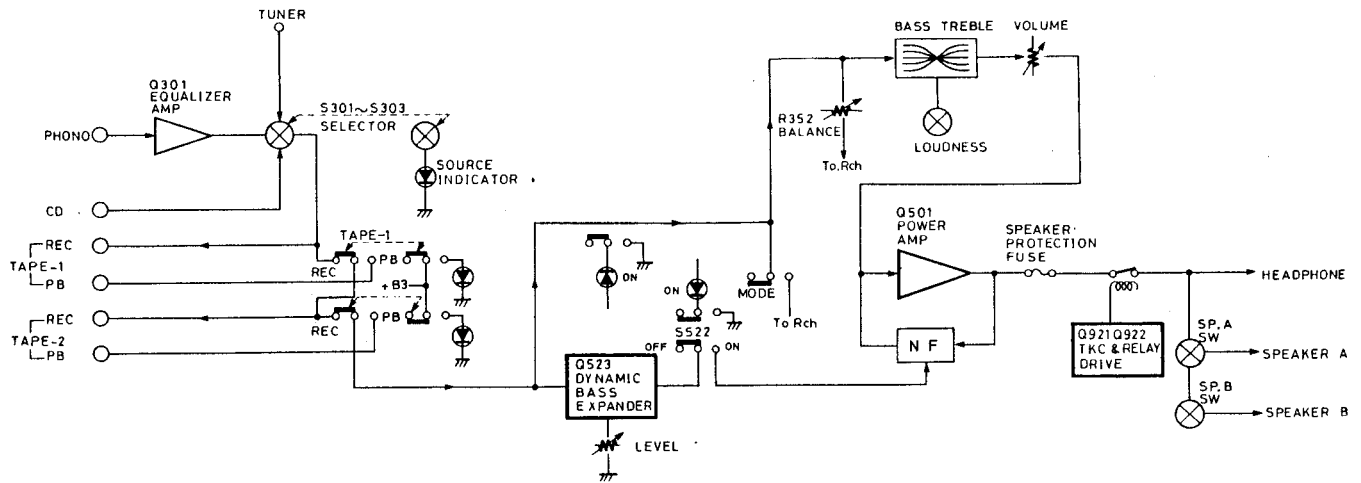 TUNER
Q301
EQUALIZER
AMP
S301~S303
SELECTOR
PHONO
SOURCE
INDICATOR
CD
REC
TAPE-1
PB
REC
TAPE-2
PB
TAPE-1
REC
PB
+B3
REC
PB
ON
ON
S522
OFF
ON
MODE
To Rch
Q523
DYNAMIC
BASS
EXPANDER
LEVEL
BASS TREBLE
VOLUME
R352
BALANCE
To.Rch
LOUDNESS
Q501
POWER
AMP
SPEAKER
PROTECTION
FUSE
NF
Q921 Q922
TKC & RELAY
DRIVE
HEADPHONE
SP, A
SW
SPEAKER A
SP, B
SW
SPEAKER B